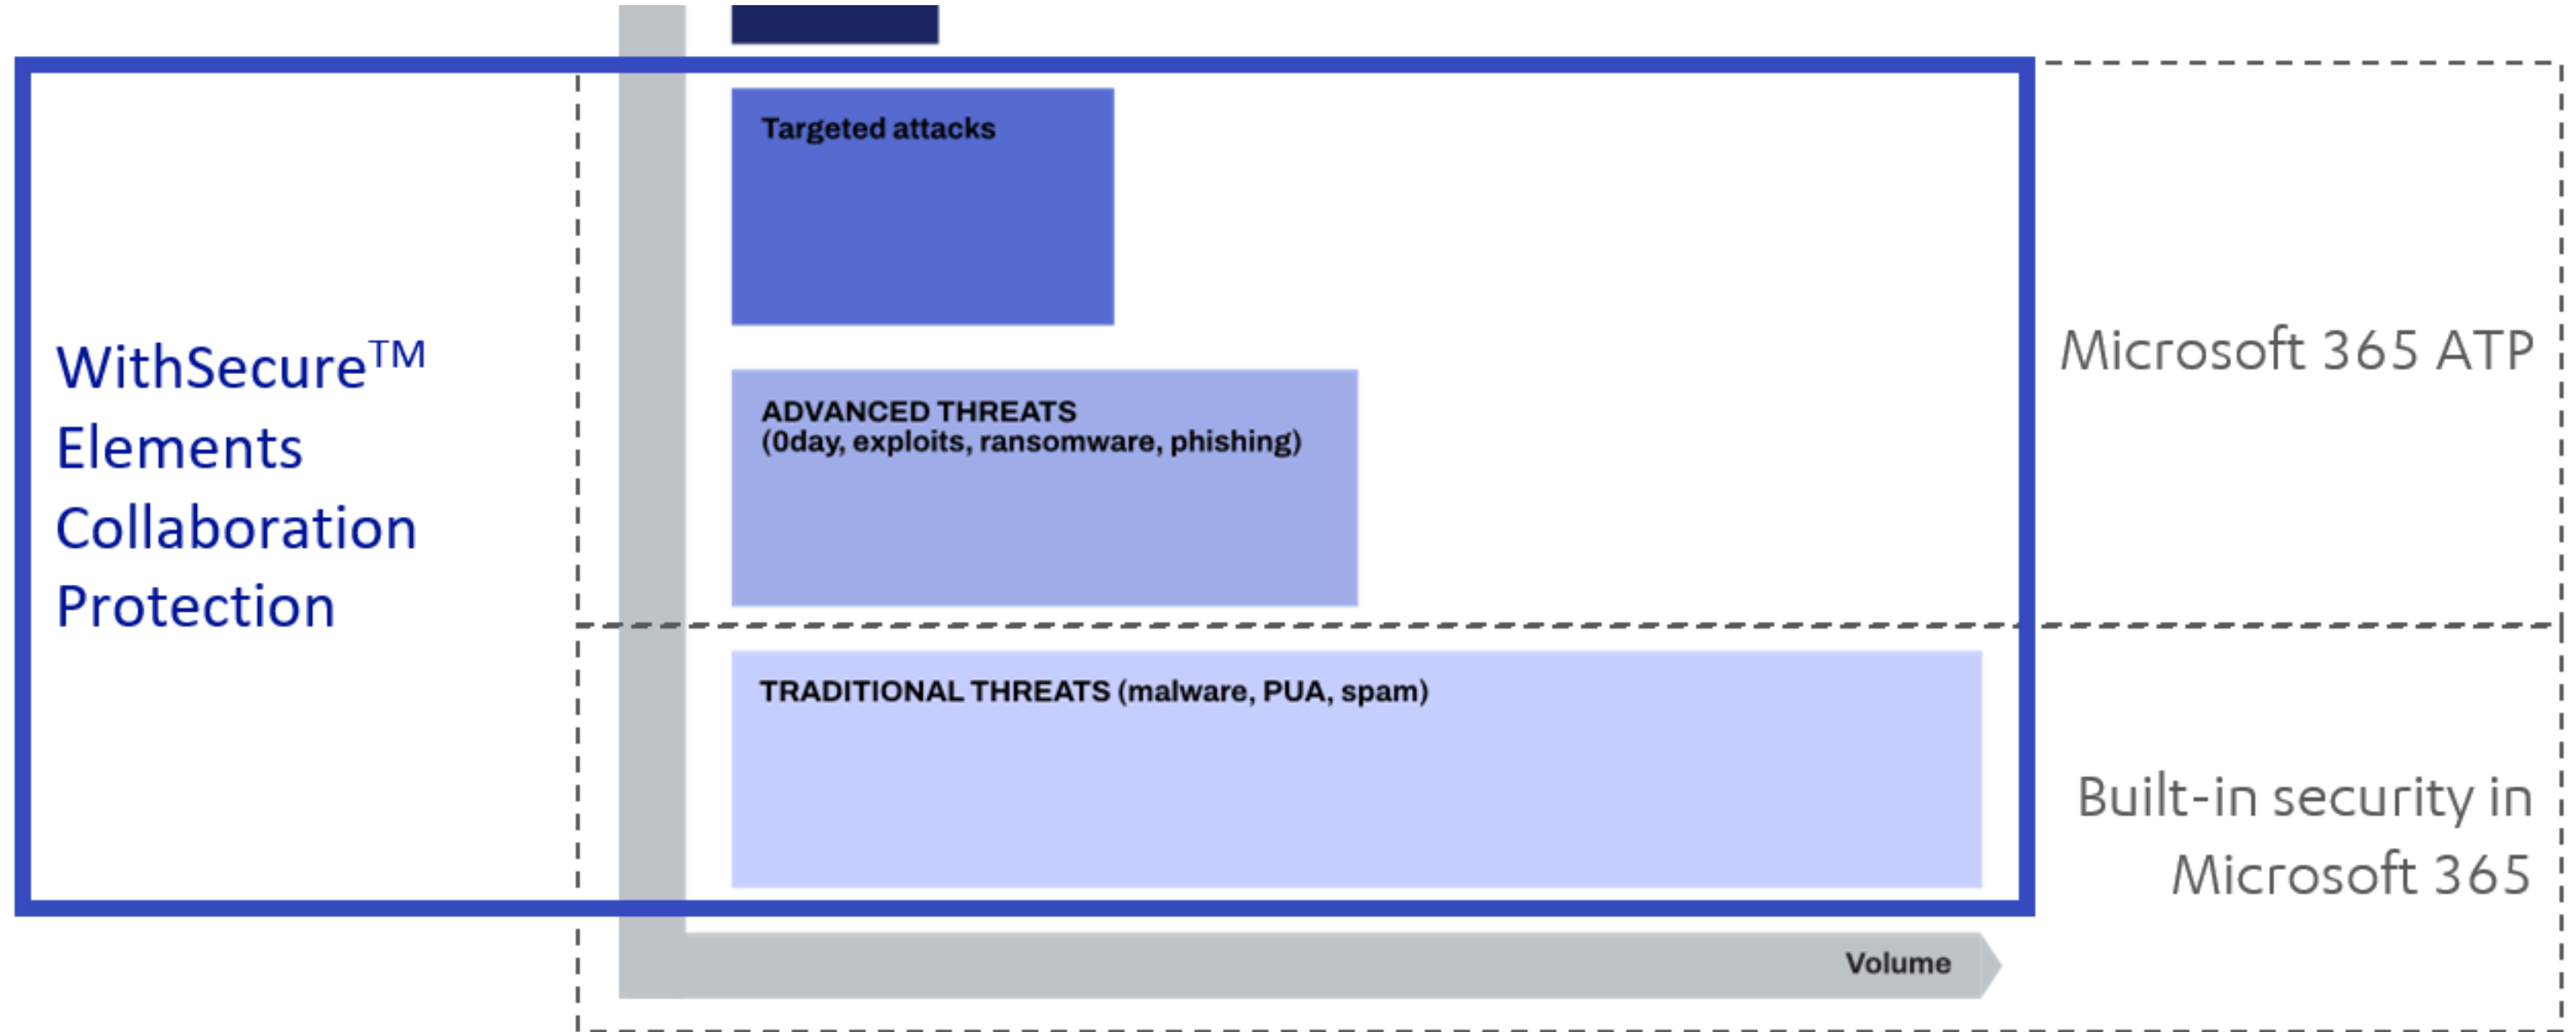 Targeted attacks
WithSecure™
Elements
Collaboration
Protection
Microsoft 365 ATP
ADVANCED THREATS
(0day, exploits, ransomware, phishing)
TRADITIONAL THREATS (malware, PUA, spam)
Built-in security in
Microsoft 365
Volume